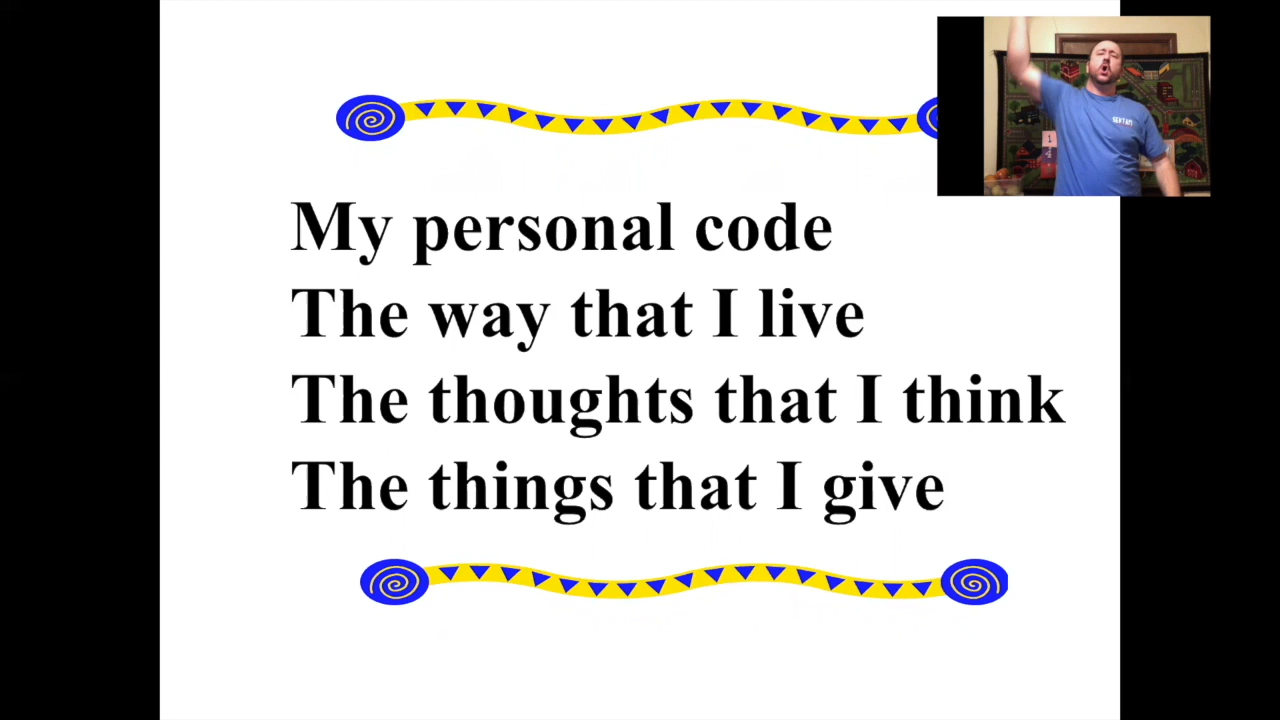 My personal code
The way that I live
The thoughts that I think
The things that I give